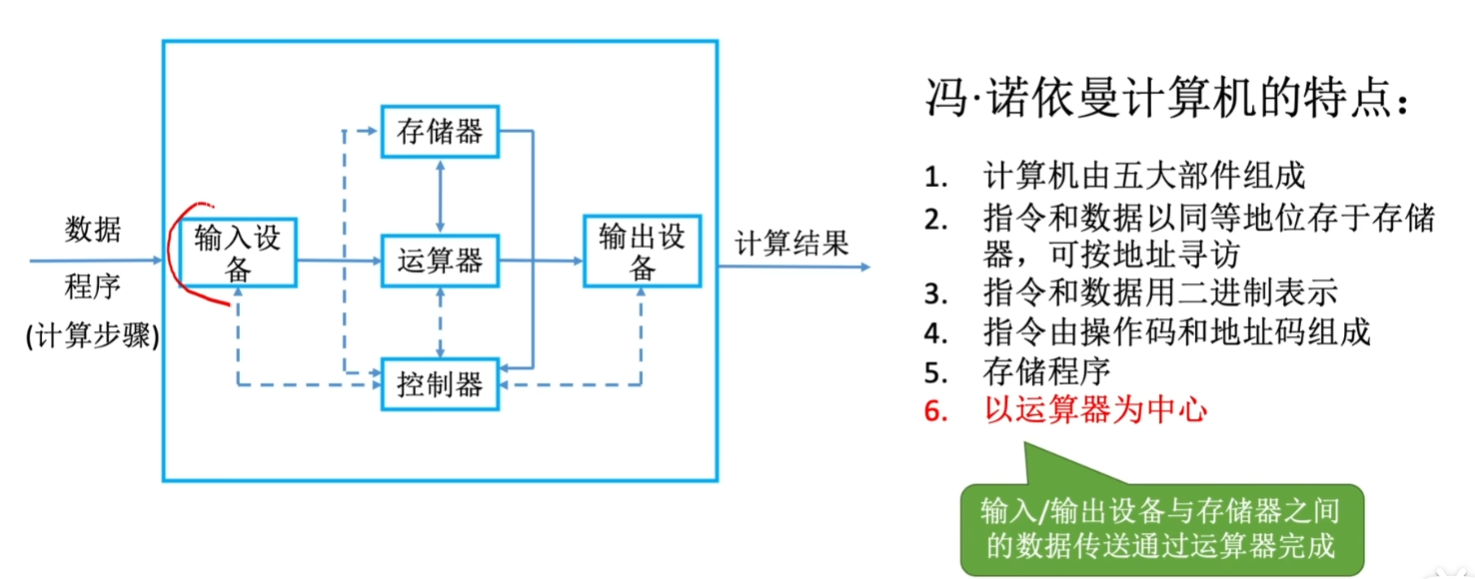 存储器
数据
程序
(计算步骤)
输入设
备
运算器
输出设
备
计算结果
控制器
冯·诺依曼计算机的特点：
1. 计算机由五大部件组成
2. 指令和数据以同等地位存于存储
器，可按地址寻访
3. 指令和数据用二进制表示
4. 指令由操作码和地址码组成
5. 存储程序
6. 以运算器为中心
输入/输出设备与存储器之间
的数据传送通过运算器完成